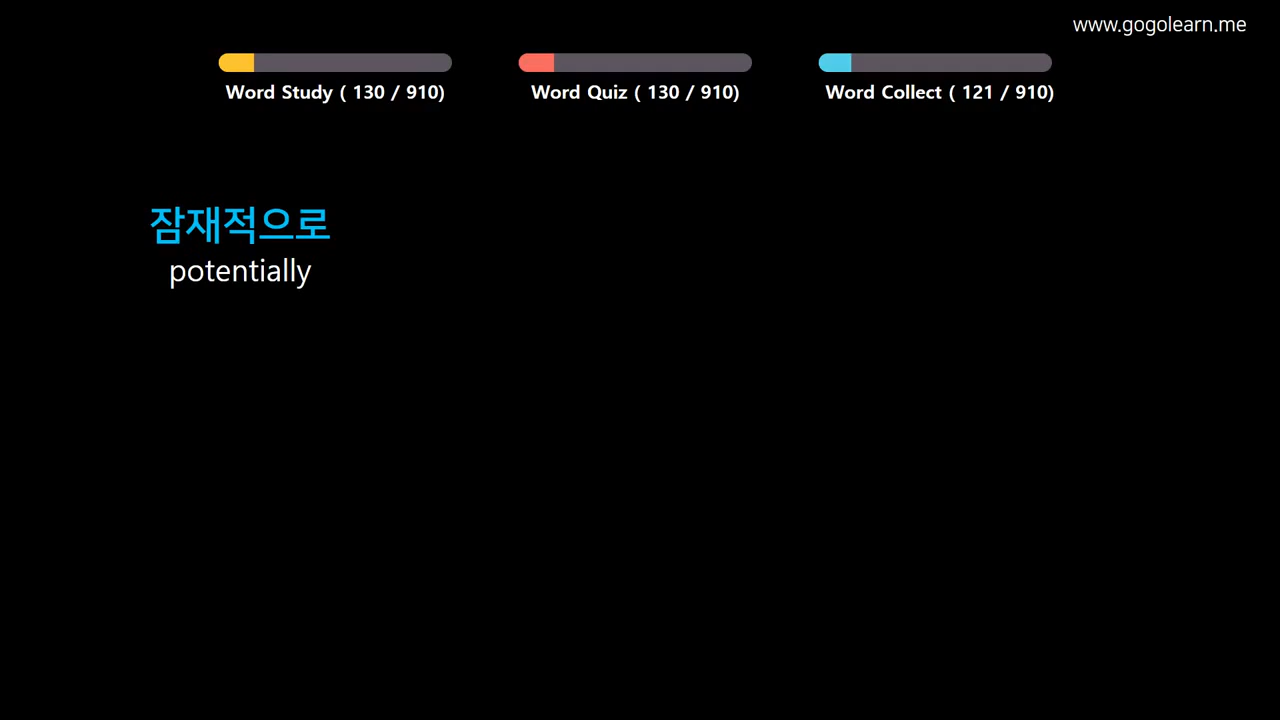 www.gogolearn.me
Word Study ( 130 / 910)
Word Quiz ( 130 / 910)
Word Collect ( 121 / 910)
잠재적으로
potentially